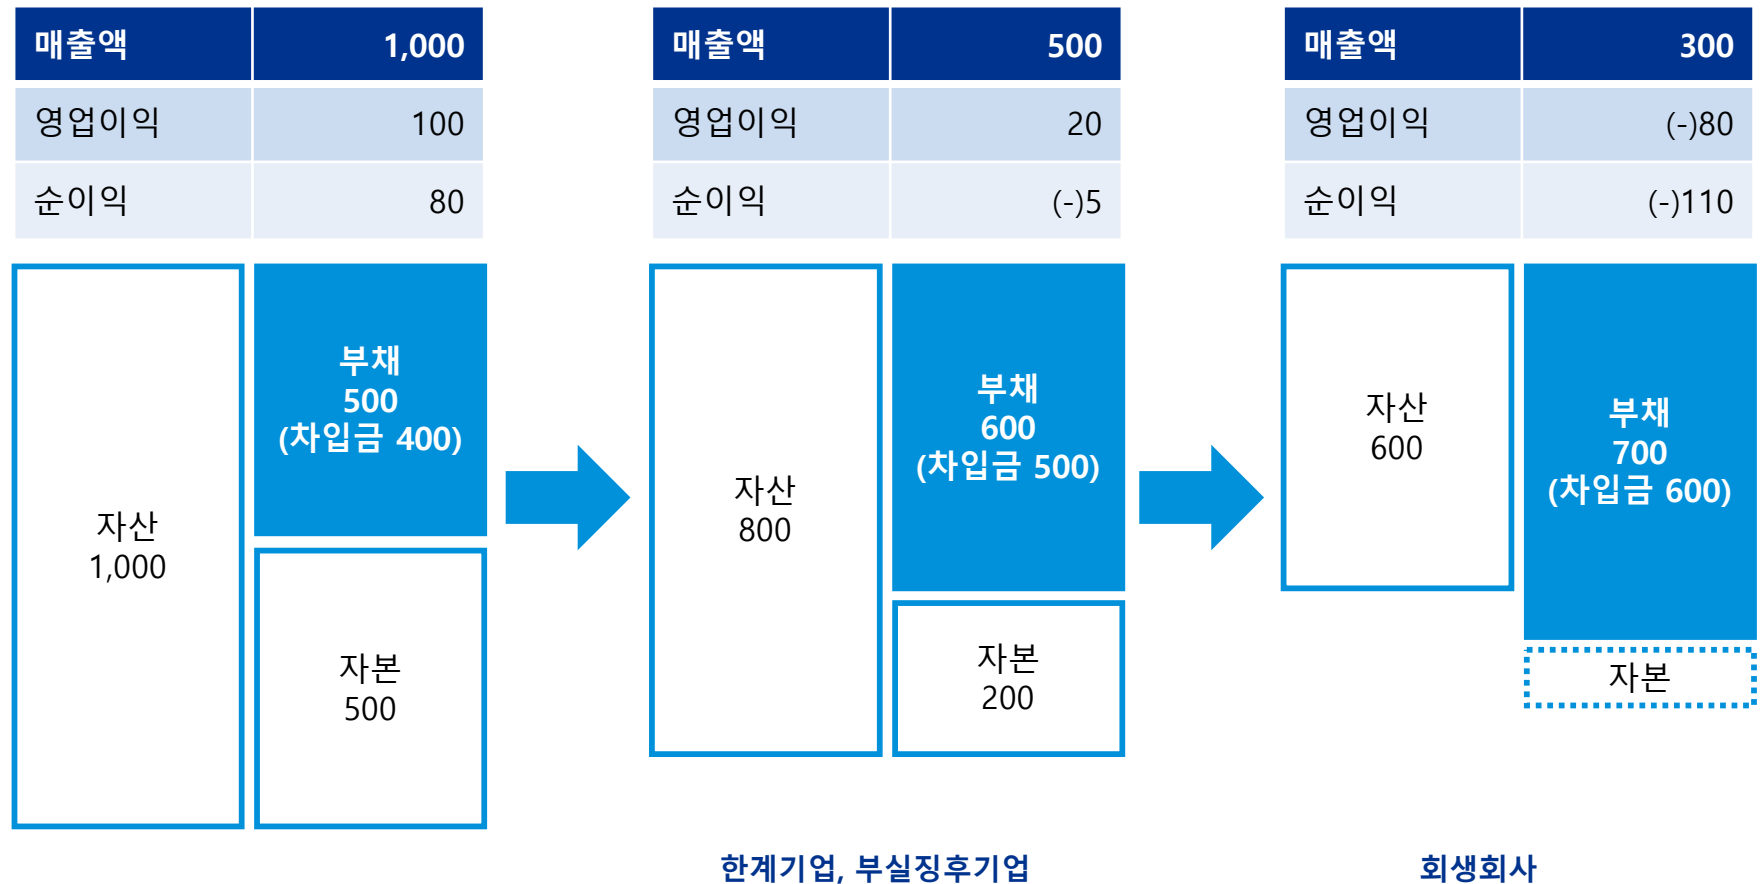 매출액 1,000
영업이익 100
순이익 80
부채
500
(차입금 400)
자산
1,000
자본
500
매출액 500
영업이익 20
순이익 (-)5
부채
600
(차입금 500)
자산
800
자본
200
한계기업, 부실징후기업
매출액 300
영업이익 (-)80
순이익 (-)110
자산
600
부채
700
(차입금 600)
자본
회생회사